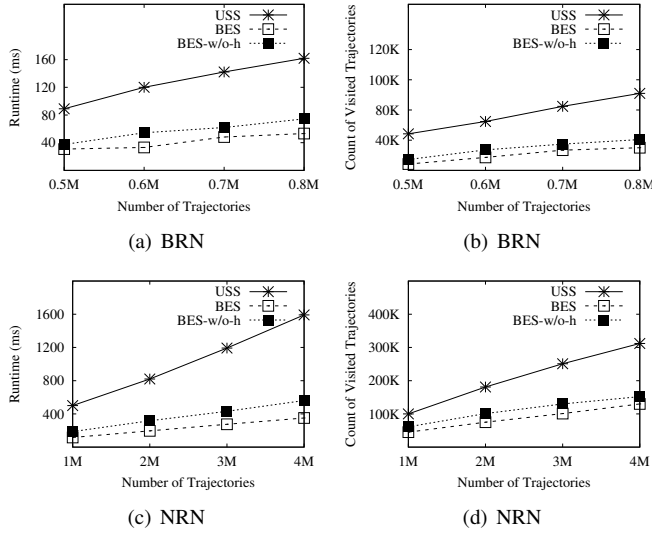 USS
BES
BES-w/o-h
Runtime (ms)
160
120
80
40
0.5M 0.6M 0.7M 0.8M
Number of Trajectories
(a) BRN
USS
BES
BES-w/o-h
Count of Visited Trajectories
120K
80K
40K
0.5M 0.6M 0.7M 0.8M
Number of Trajectories
(b) BRN
USS
BES
BES-w/o-h
Runtime (ms)
1600
1200
800
400
1M 2M 3M 4M
Number of Trajectories
(c) NRN
USS
BES
BES-w/o-h
Count of Visited Trajectories
400K
300K
200K
100K
1M 2M 3M 4M
Number of Trajectories
(d) NRN